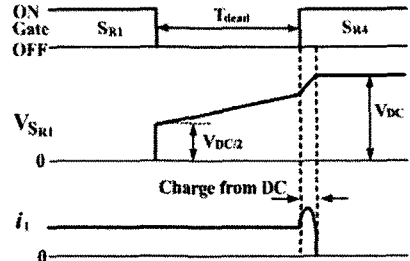 ON
Gate
OFF
SR1
Tdead
SR4
VSR1
VDC/2
VDC
0
Charge from DC
i1
0